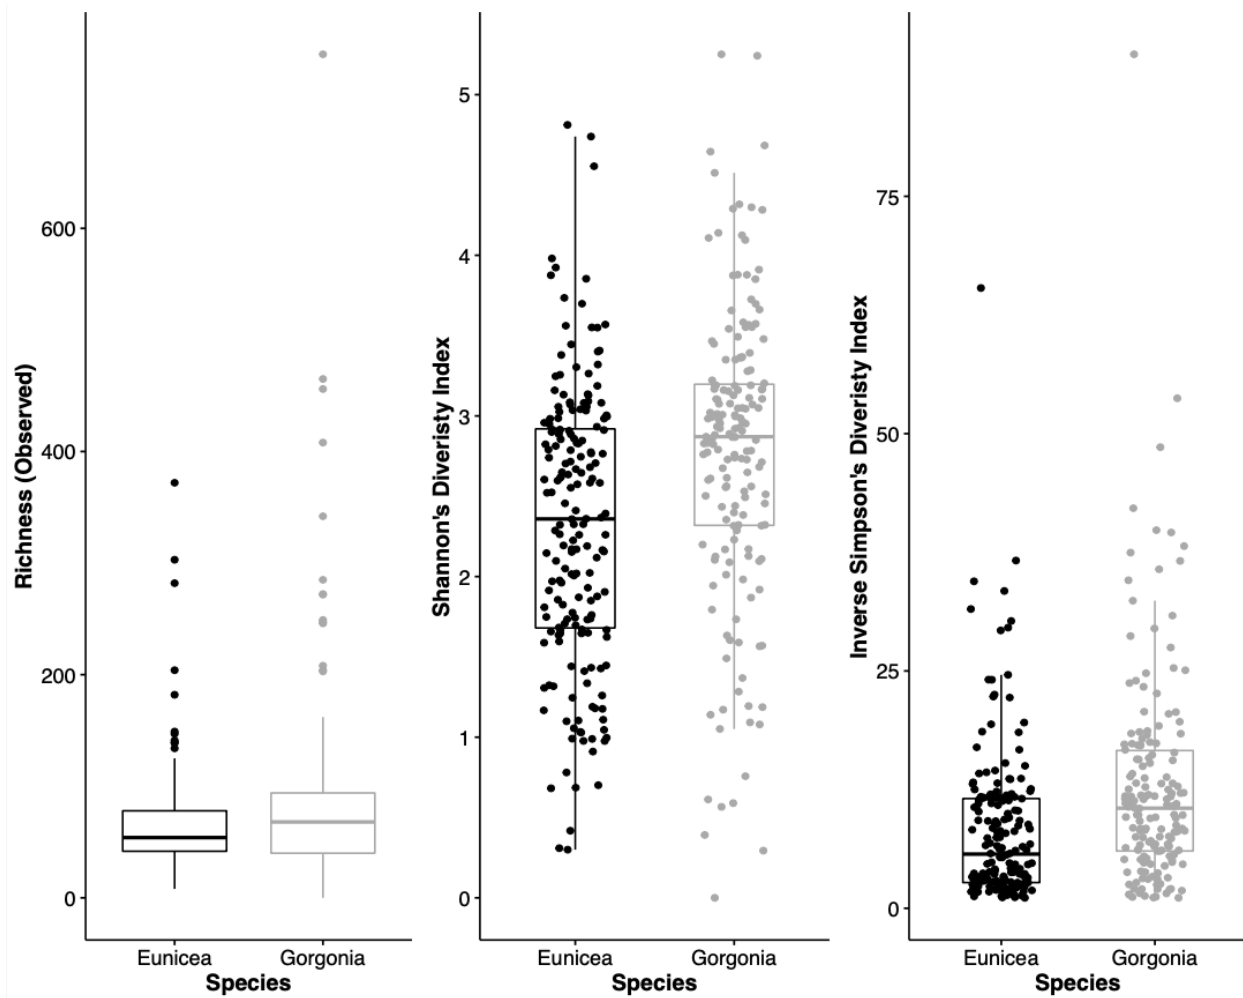 Richness (Observed)
600
400
200
0
Eunicea Gorgonia
Species
Shannon's Diveristy Index
5
4
3
2
1
0
Eunicea Gorgonia
Species
Inverse Simpson's Diveristy Index
75
50
25
0
Eunicea Gorgonia
Species